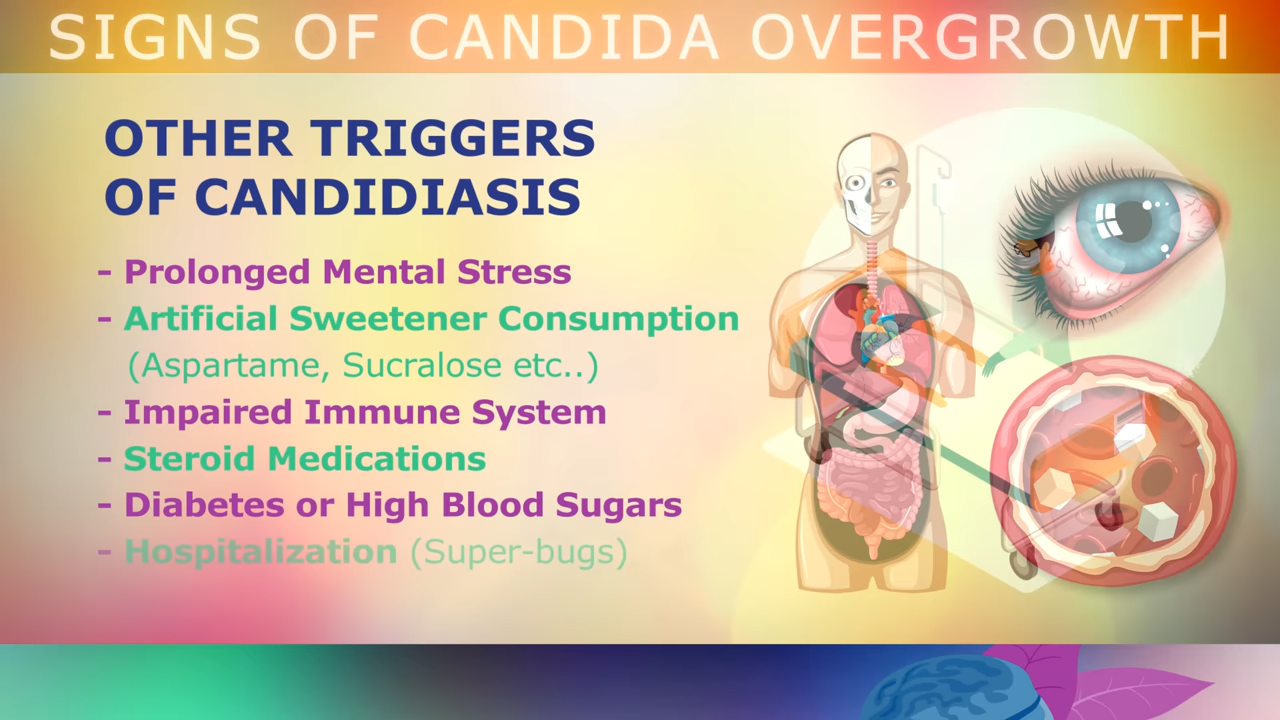 SIGNS OF CANDIDA OVERGROWTH
OTHER TRIGGERS
OF CANDIDIASIS
- Prolonged Mental Stress
- Artificial Sweetener Consumption
(Aspartame, Sucralose etc..)
- Impaired Immune System
- Steroid Medications
- Diabetes or High Blood Sugars
- Hospitalization (Super-bugs)